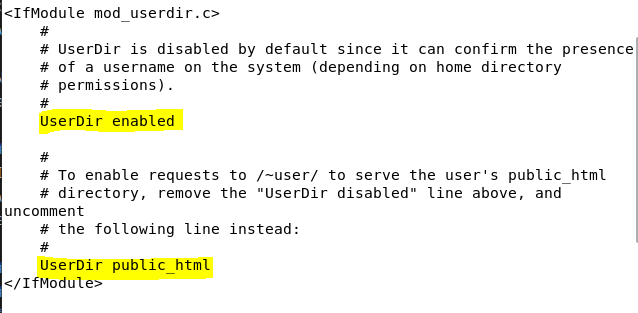 <IfModule mod_userdir.c>
    #
    # UserDir is disabled by default since it can confirm the presence
    # of a username on the system (depending on home directory
    # permissions).
    #
    UserDir enabled

    #
    # To enable requests to /~user/ to serve the user's public_html
    # directory, remove the "UserDir disabled" line above, and
uncomment
    # the following line instead:
    #
    UserDir public_html
</IfModule>